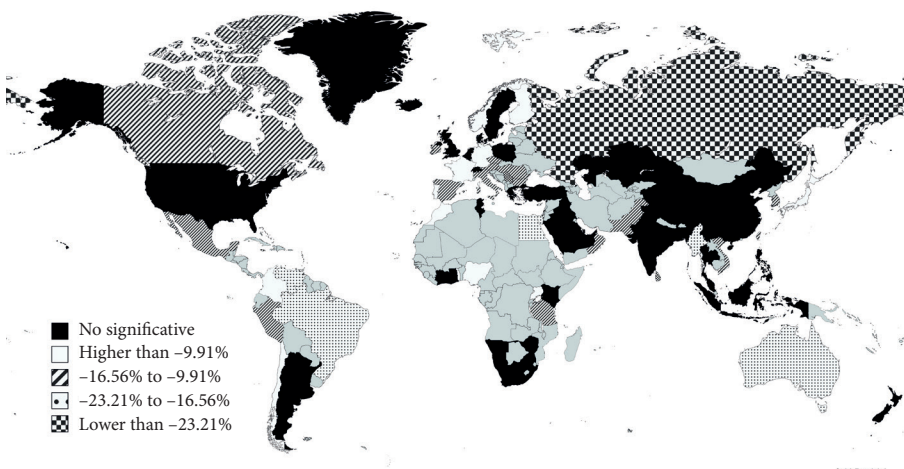 No significative
Higher than –9.91%
–16.56% to –9.91%
–23.21% to –16.56%
Lower than –23.21%